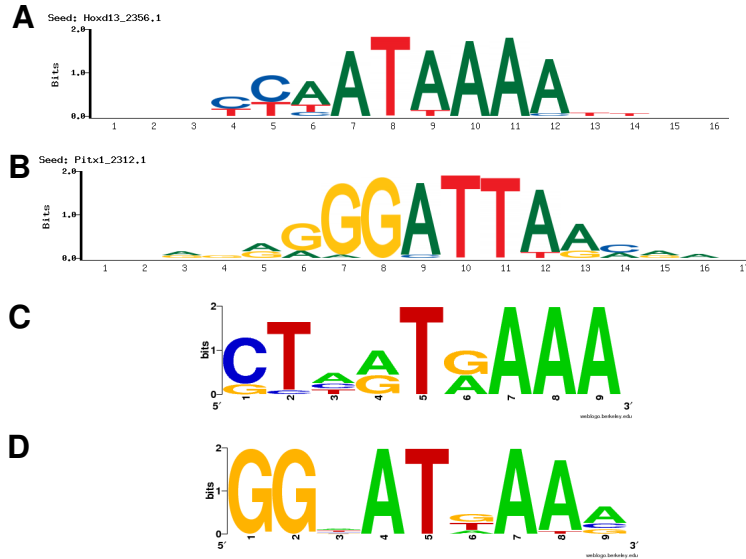 A
Seed: Hoxd13_2356.1
2.0
1.0
0.0
Bits
C T C T A T C A T A T A A A C
1 2 3 4 5 6 7 8 9 10 11 12 13 14 15 16
B
Seed: Pitx1_2312.1
2.0
1.0
0.0
Bits
A A G G A G A G A C T T A T A G C A A A
1 2 3 4 5 6 7 8 9 10 11 12 13 14 15 16 1
C
2
1
0
bits
C G T C A C T A G T G A A A A
1 2 3 4 5 6 7 8 9
5′ 3′
weblogo.berkeley.edu
D
2
1
0
bits
G G A T G T A A A T A C G
1 2 3 4 5 6 7 8 9
5′ 3′
weblogo.berkeley.edu